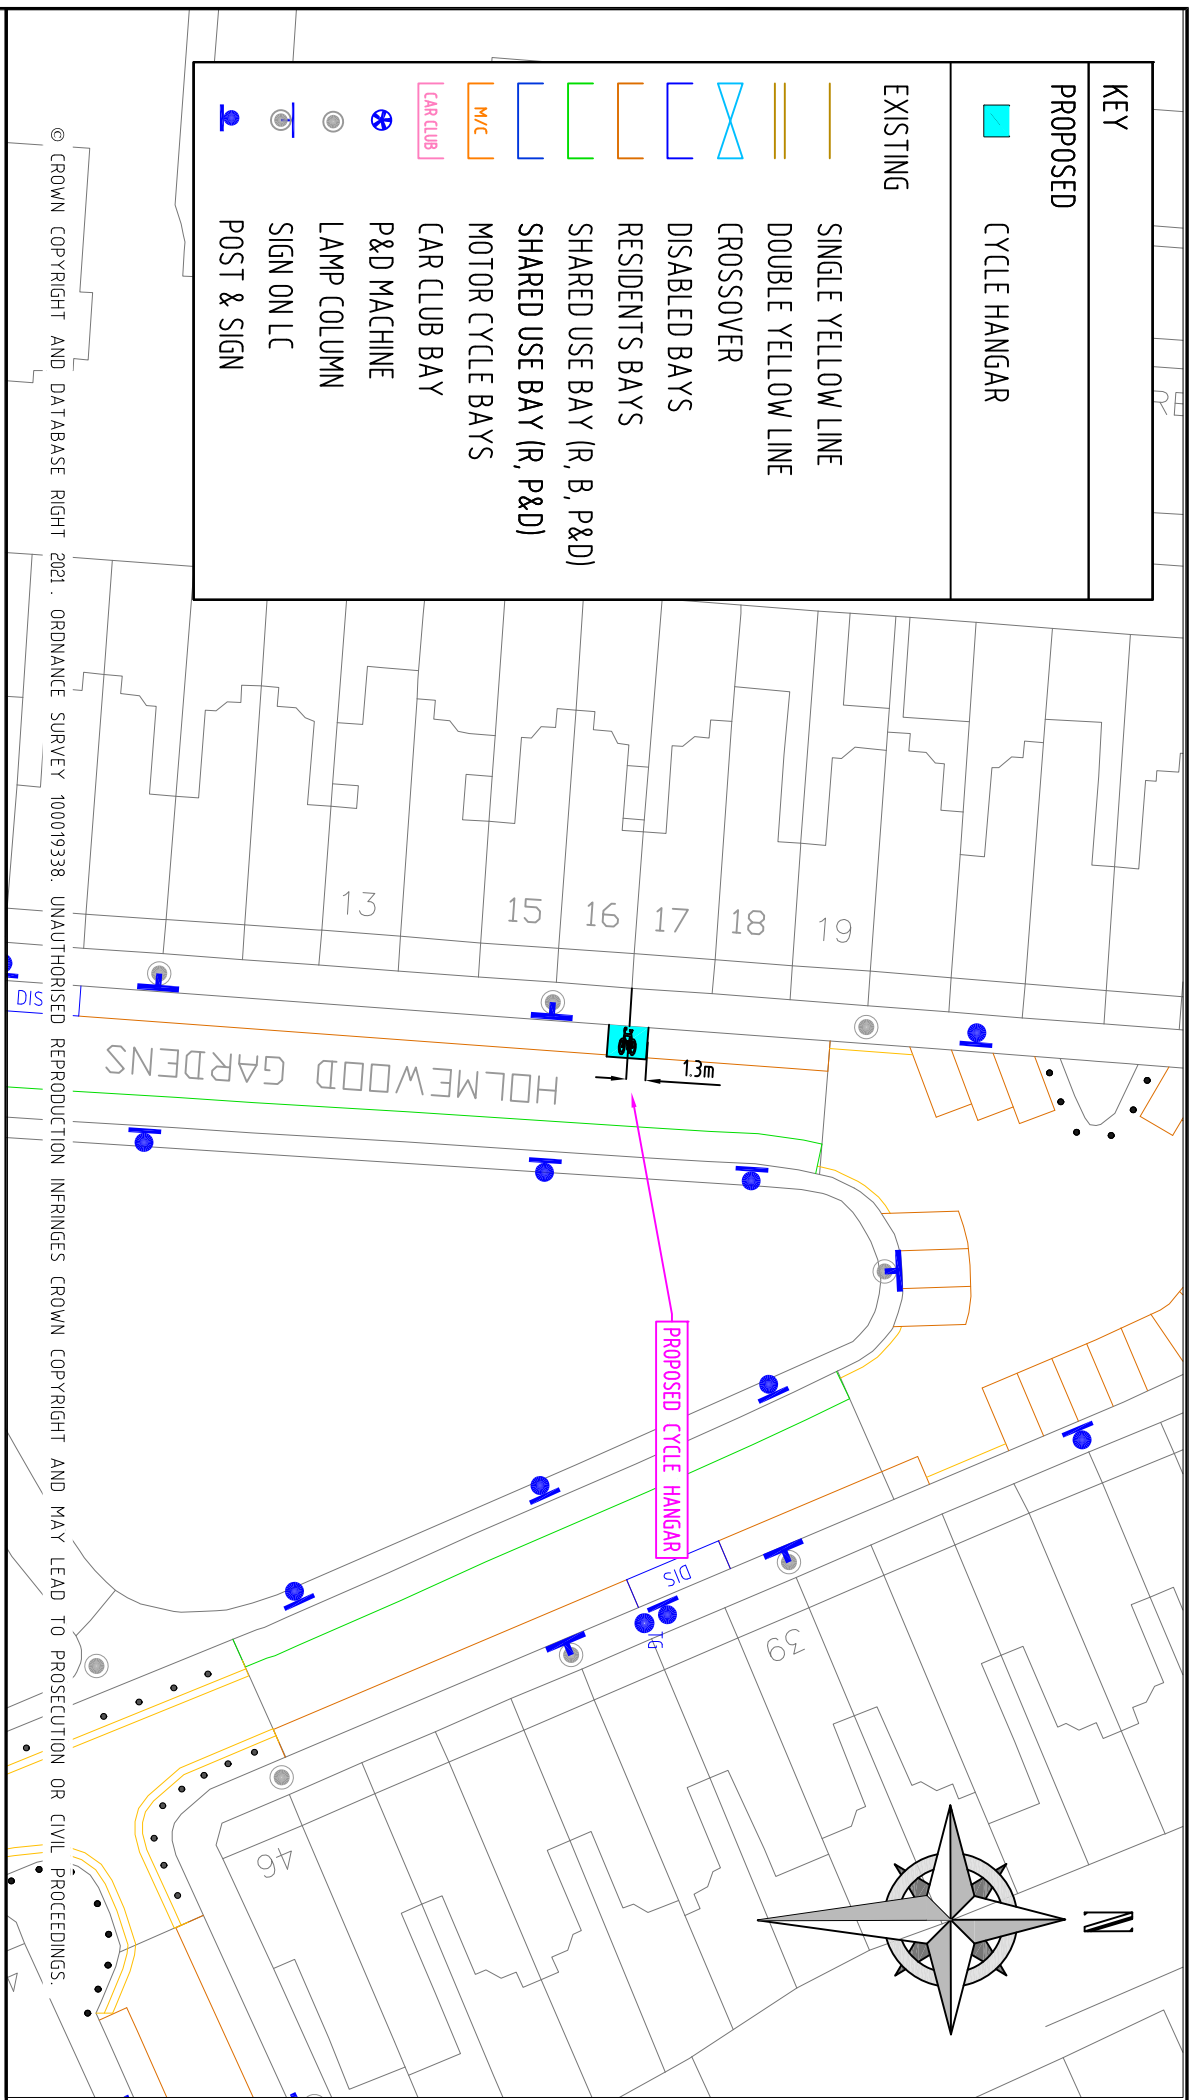 KEY
PROPOSED
CYCLE HANGAR
EXISTING
SINGLE YELLOW LINE
DOUBLE YELLOW LINE
CROSSOVER
DISABLED BAYS
RESIDENTS BAYS
SHARED USE BAY (R, B, P&D)
SHARED USE BAY (R, P&D)
M/C
MOTOR CYCLE BAYS
CAR CLUB
CAR CLUB BAY
P&D MACHINE
LAMP COLUMN
SIGN ON LC
POST & SIGN
RE
N
19
18
17
16
15
13
1.3m
HOLMEWOOD GARDENS
DIS
PROPOSED CYCLE HANGAR
DIS
TG
39
46
© CROWN COPYRIGHT AND DATABASE RIGHT 2021. ORDNANCE SURVEY 100019338. UNAUTHORISED REPRODUCTION INFRINGES CROWN COPYRIGHT AND MAY LEAD TO PROSECUTION OR CIVIL PROCEEDINGS.